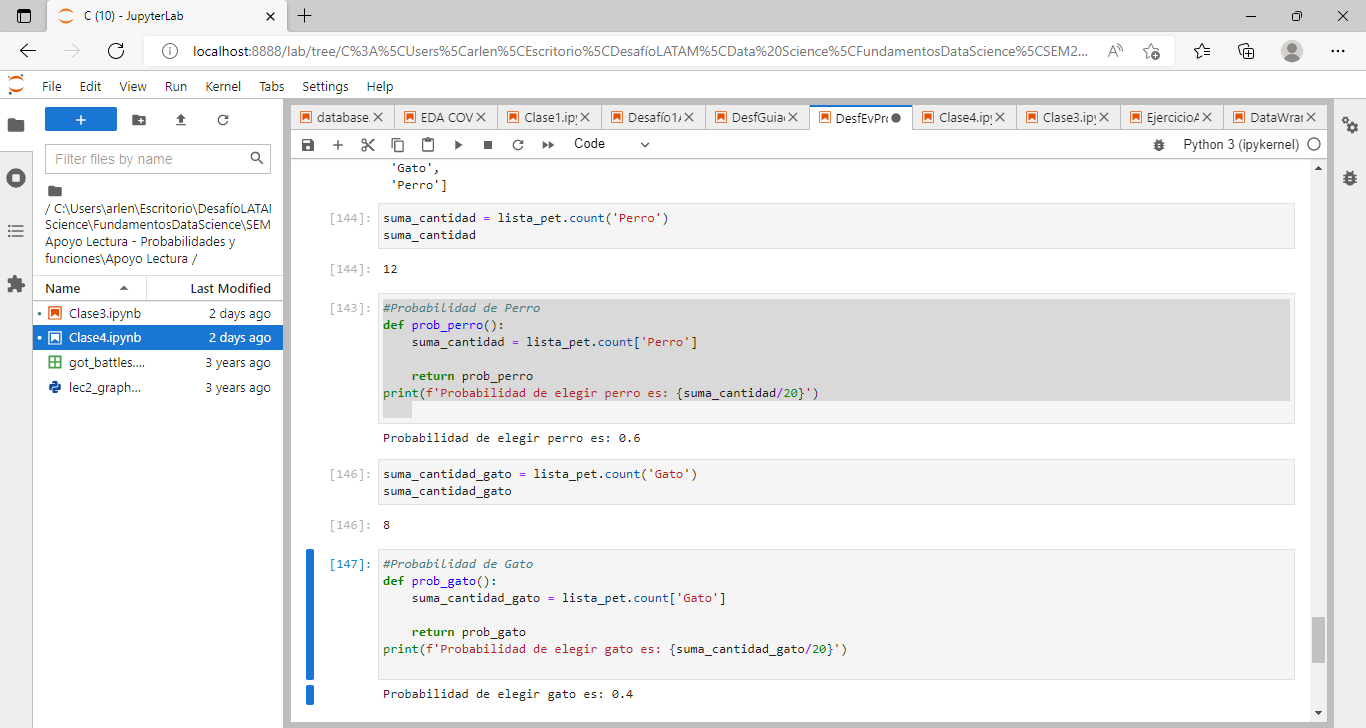 C (10) - JupyterLab
localhost:8888/lab/tree/C%3A%5CUsers%5Carlen%5CEscritorio%5CDesafíoLATAM%5CData%20Science%5CFundamentosDataScience%5CSEM2...
File Edit View Run Kernel Tabs Settings Help
database EDA COV Clase1.ipy Desafío1 DesfGuia DesfEvPr Clase4.ipy Clase3.ipy Ejercicio DataWran
Code
Python 3 (ipykernel)
Filter files by name
/ C:\Users\arlen\Escritorio\DesafíoLATAM
Science\FundamentosDataScience\SEM
Apoyo Lectura - Probabilidades y
funciones\Apoyo Lectura /
Name Last Modified
Clase3.ipynb 2 days ago
Clase4.ipynb 2 days ago
got_battles.... 3 years ago
lec2_graph... 3 years ago
'Gato',
'Perro']
[144]: suma_cantidad = lista_pet.count('Perro')
suma_cantidad
[144]: 12
[143]: #Probabilidad de Perro
def prob_perro():
suma_cantidad = lista_pet.count['Perro']
return prob_perro
print(f'Probabilidad de elegir perro es: {suma_cantidad/20}')
Probabilidad de elegir perro es: 0.6
[146]: suma_cantidad_gato = lista_pet.count('Gato')
suma_cantidad_gato
[146]: 8
[147]: #Probabilidad de Gato
def prob_gato():
suma_cantidad_gato = lista_pet.count['Gato']
return prob_gato
print(f'Probabilidad de elegir gato es: {suma_cantidad_gato/20}')
Probabilidad de elegir gato es: 0.4